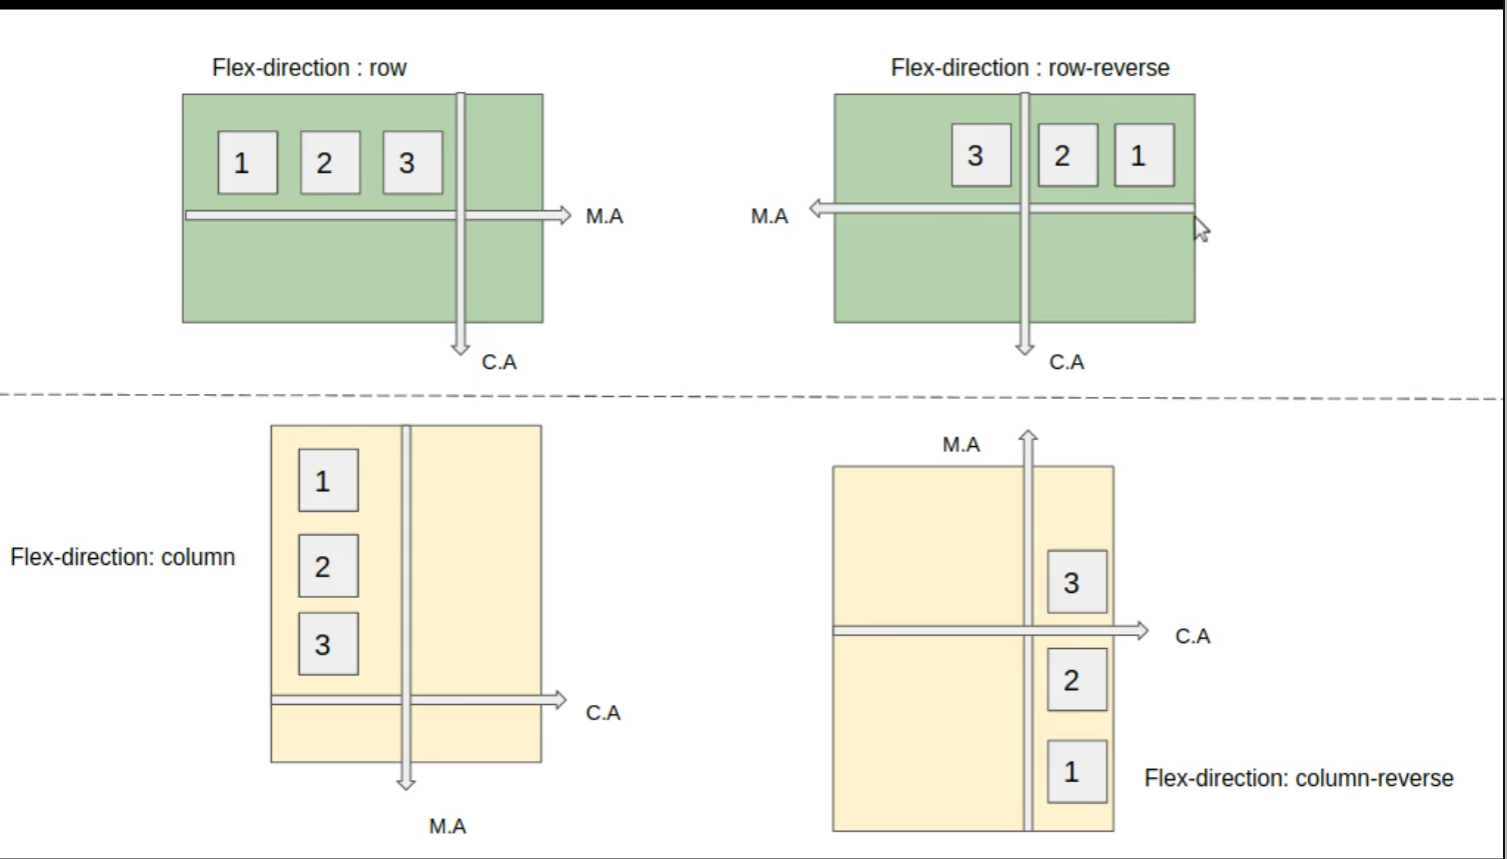 Flex-direction : row
1 2 3
M.A
C.A
Flex-direction : row-reverse
3 2 1
M.A
C.A
Flex-direction: column
1
2
3
C.A
M.A
M.A
3
C.A
2
1
Flex-direction: column-reverse